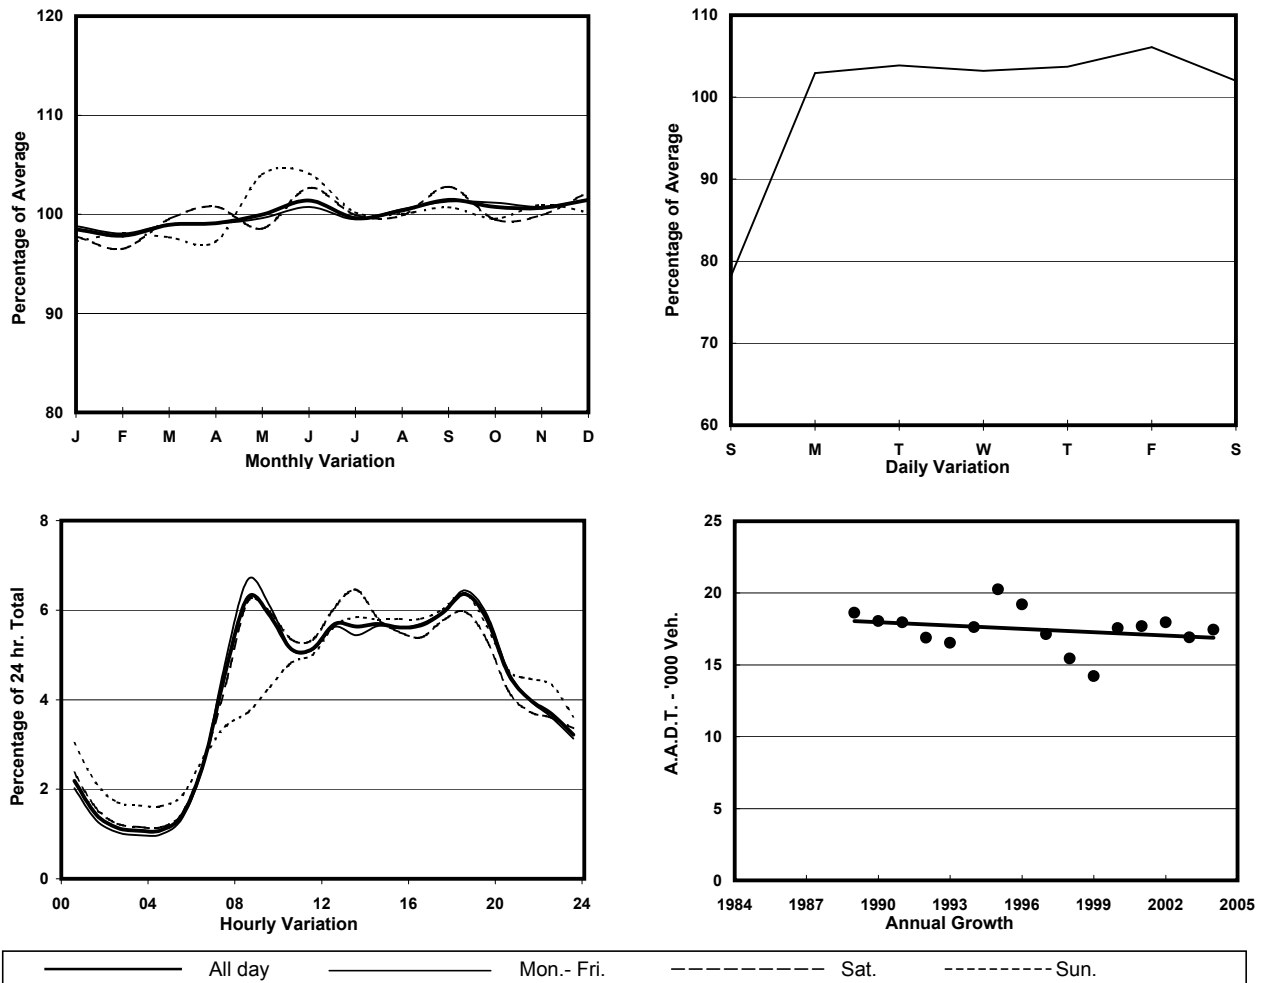 120
110
100
90
80
Percentage of Average
J F M A M J J A S O N D
Monthly Variation
110
100
90
80
70
60
Percentage of Average
S M T W T F S
Daily Variation
8
6
4
2
0
Percentage of 24 hr. Total
00 04 08 12 16 20 24
Hourly Variation
25
20
15
10
5
0
A.A.D.T. - '000 Veh.
1984 1987 1990 1993 1996 1999 2002 2005
Annual Growth
All day Mon.- Fri. Sat. Sun.